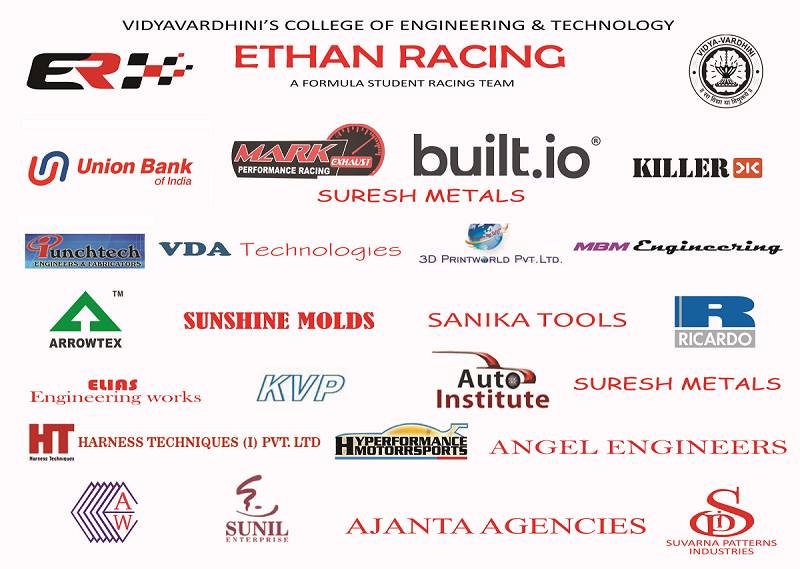 VIDYAVARDHINI'S COLLEGE OF ENGINEERING & TECHNOLOGY
ER
ETHAN RACING
A FORMULA STUDENT RACING TEAM
VIDYA-VARDHINI
Union Bank
of India
MARK EXHAUST
PERFORMANCE RACING
built.io®
KILLER
SURESH METALS
Punchtech
ENGINEERS & FABRICATORS
VDA Technologies
3D PRINTWORLD PVT.LTD.
MBM Engineering
ARROWTEX TM
SUNSHINE MOLDS
SANIKA TOOLS
R
RICARDO
ELIAS
Engineering works
KVP
Auto
Institute
SURESH METALS
HT
Harness Techniques
HARNESS TECHNIQUES (I) PVT. LTD
HYPERFORMANCE
MOTORRSPORTS
ANGEL ENGINEERS
AW
SUNIL
ENTERPRISE
AJANTA AGENCIES
SUVARNA PATTERNS
INDUSTRIES